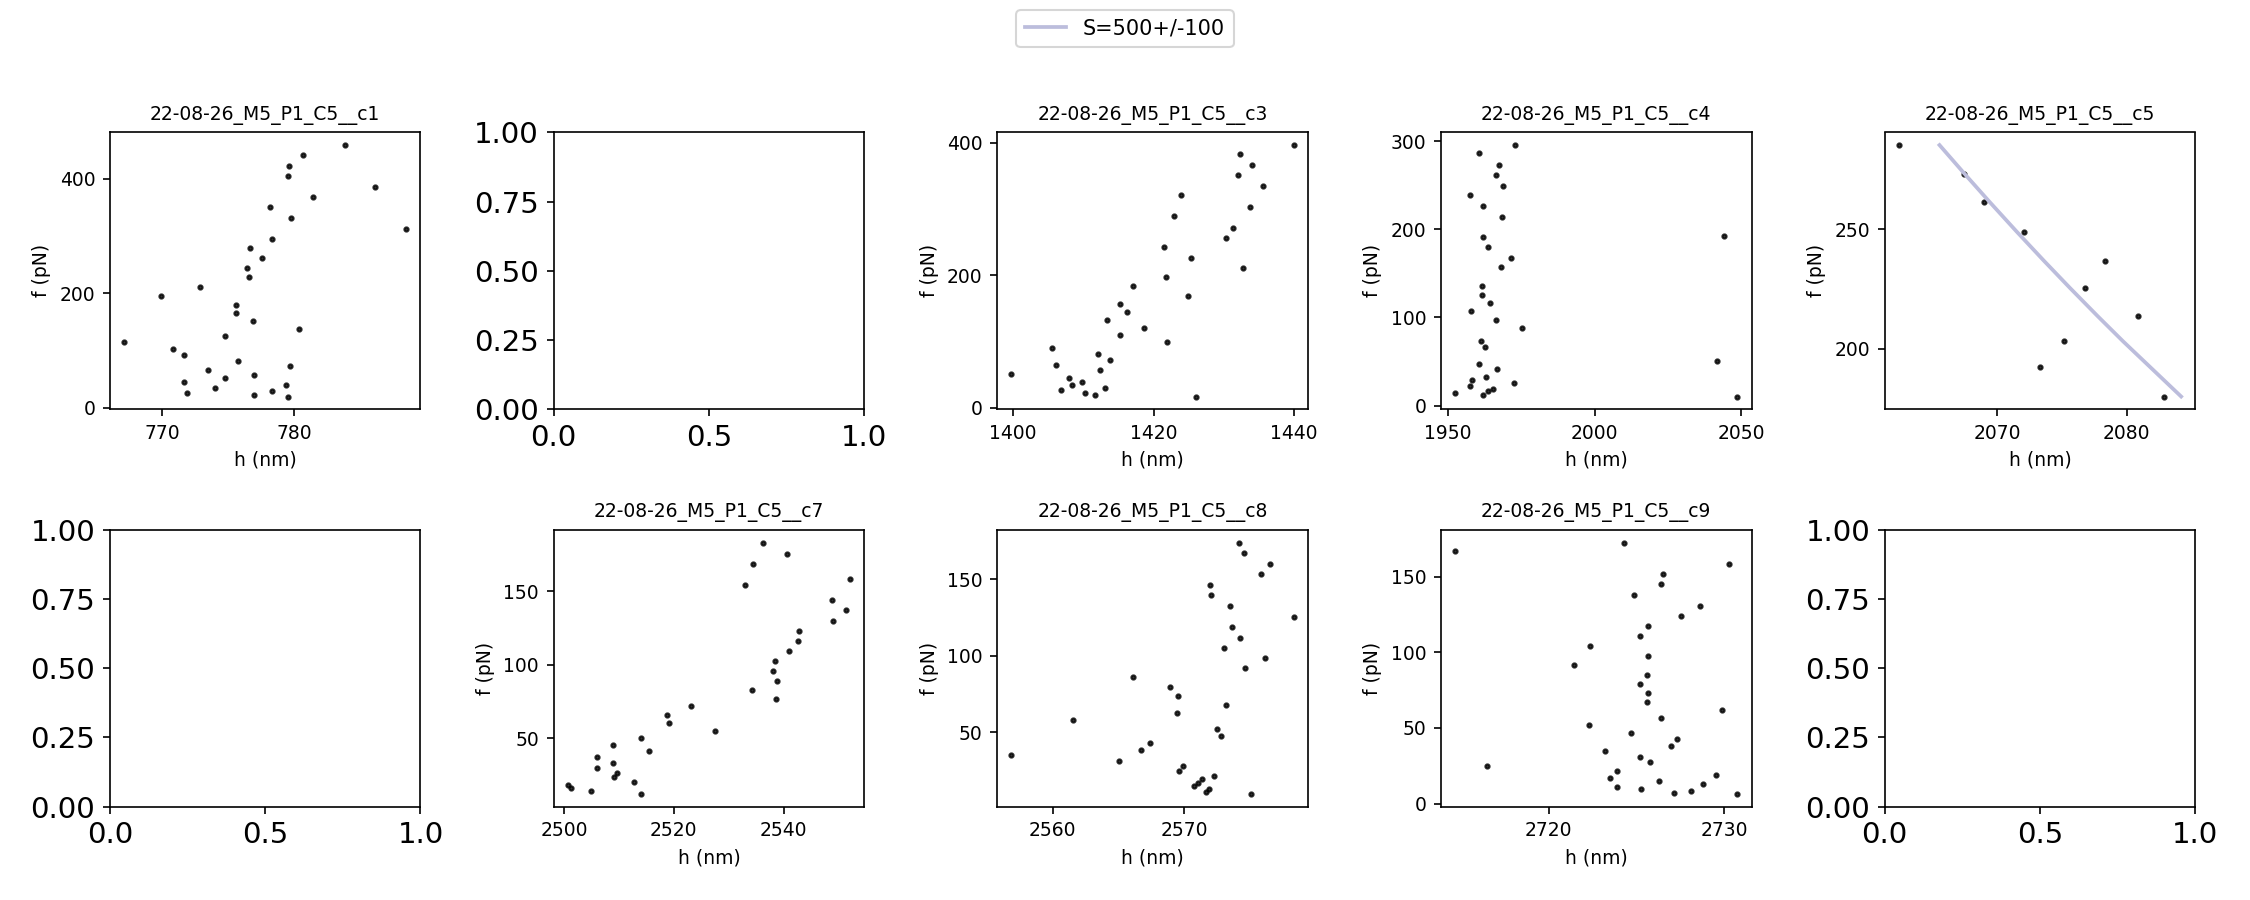 S=500+/-100
22-08-26_M5_P1_C5__c1
f (pN)
400
200
0
770 780
h (nm)
1.00
0.75
0.50
0.25
0.00
0.0 0.5 1.0
22-08-26_M5_P1_C5__c3
f (pN)
400
200
0
1400 1420 1440
h (nm)
22-08-26_M5_P1_C5__c4
f (pN)
300
200
100
0
1950 2000 2050
h (nm)
22-08-26_M5_P1_C5__c5
f (pN)
250
200
2070 2080
h (nm)
1.00
0.75
0.50
0.25
0.00
0.0 0.5 1.0
22-08-26_M5_P1_C5__c7
f (pN)
150
100
50
2500 2520 2540
h (nm)
22-08-26_M5_P1_C5__c8
f (pN)
150
100
50
2560 2570
h (nm)
22-08-26_M5_P1_C5__c9
f (pN)
150
100
50
0
2720 2730
h (nm)
1.00
0.75
0.50
0.25
0.00
0.0 0.5 1.0